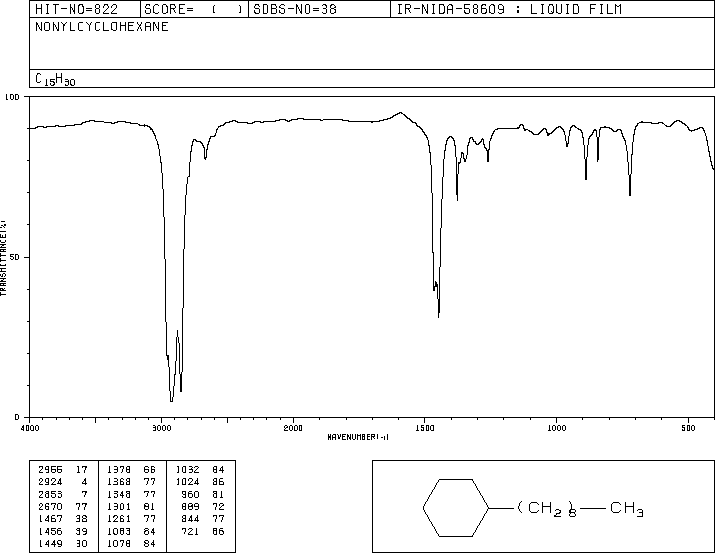 HIT-NO=822 SCORE= ( ) SDBS-NO=38 IR-NIDA-58609 : LIQUID FILM
NONYLCYCLOHEXANE
C15H30
100
50
0
TRANSMITTANCE(%)
4000 3000 2000 1500 1000 500
WAVENUMBER(-1)
2966 17 1378 66 1032 84
2924 4 1368 77 1024 86
2853 7 1348 77 960 81
2670 77 1301 81 889 72
1467 38 1261 77 844 77
1456 39 1083 84 721 66
1449 30 1078 84
(CH2)8 CH3